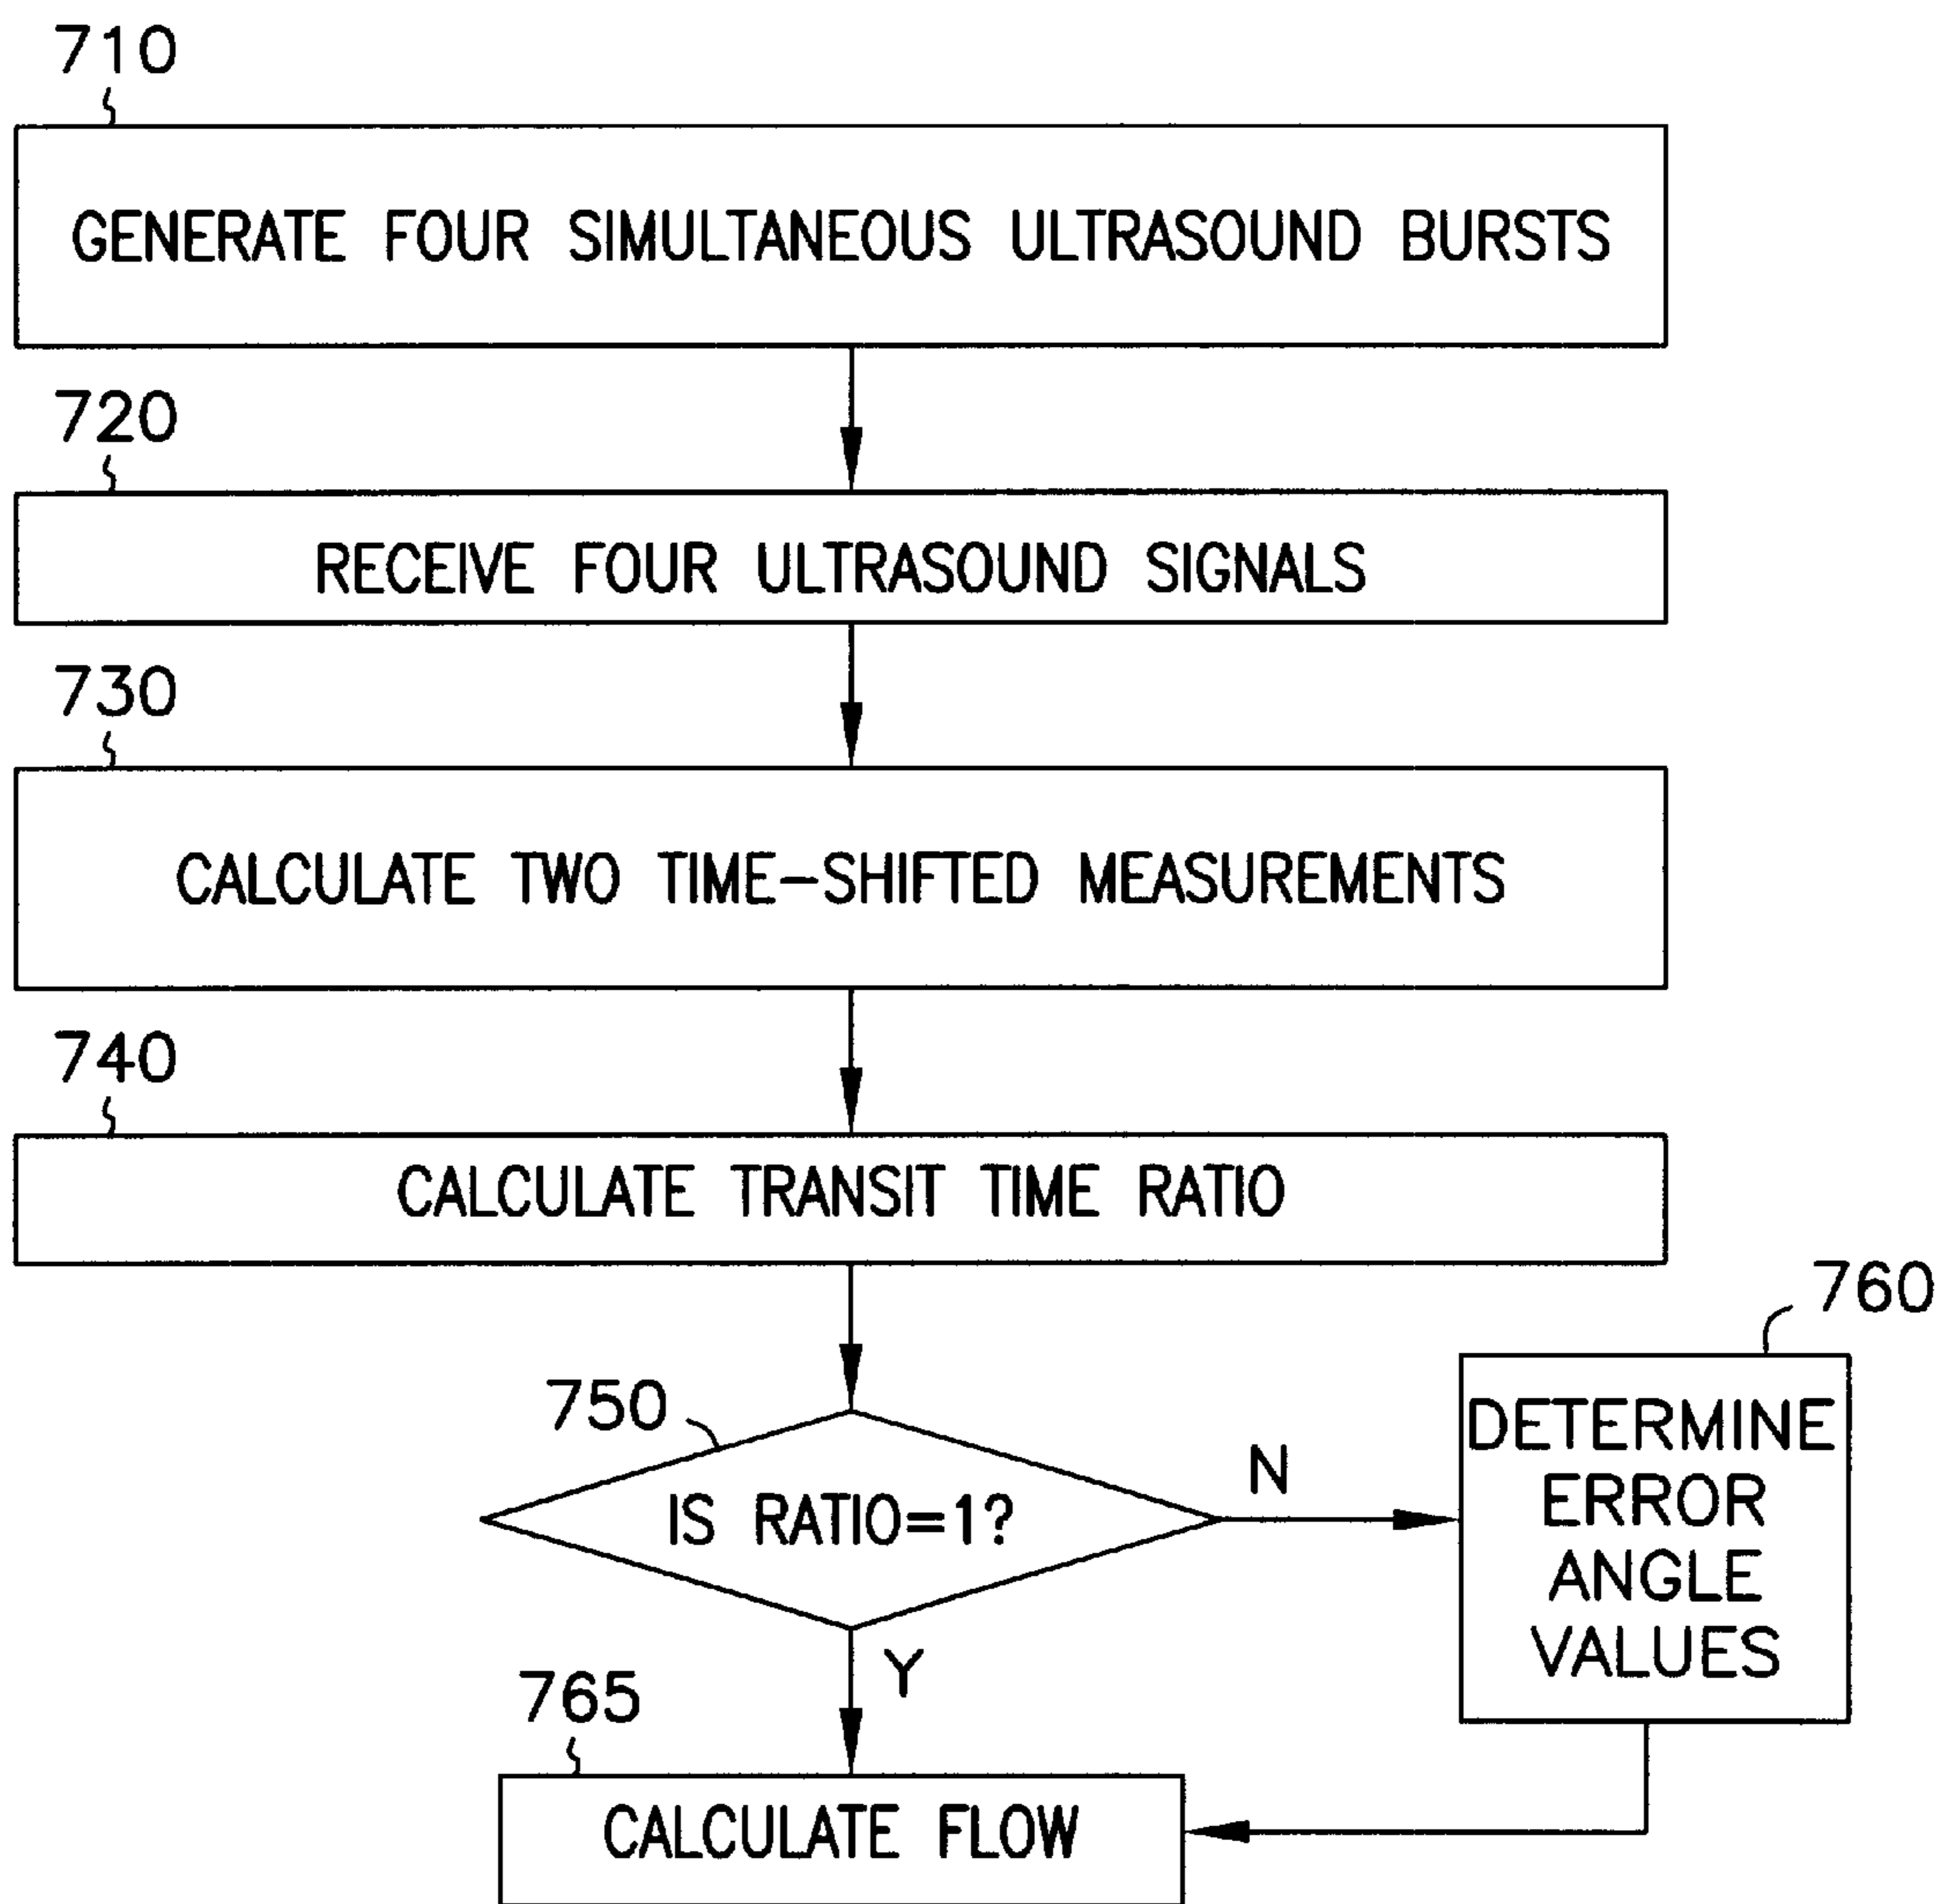 710
GENERATE FOUR SIMULTANEOUS ULTRASOUND BURSTS
720
RECEIVE FOUR ULTRASOUND SIGNALS
730
CALCULATE TWO TIME-SHIFTED MEASUREMENTS
740
CALCULATE TRANSIT TIME RATIO
750
IS RATIO=1?
N
760
DETERMINE
ERROR
ANGLE
VALUES
Y
765
CALCULATE FLOW